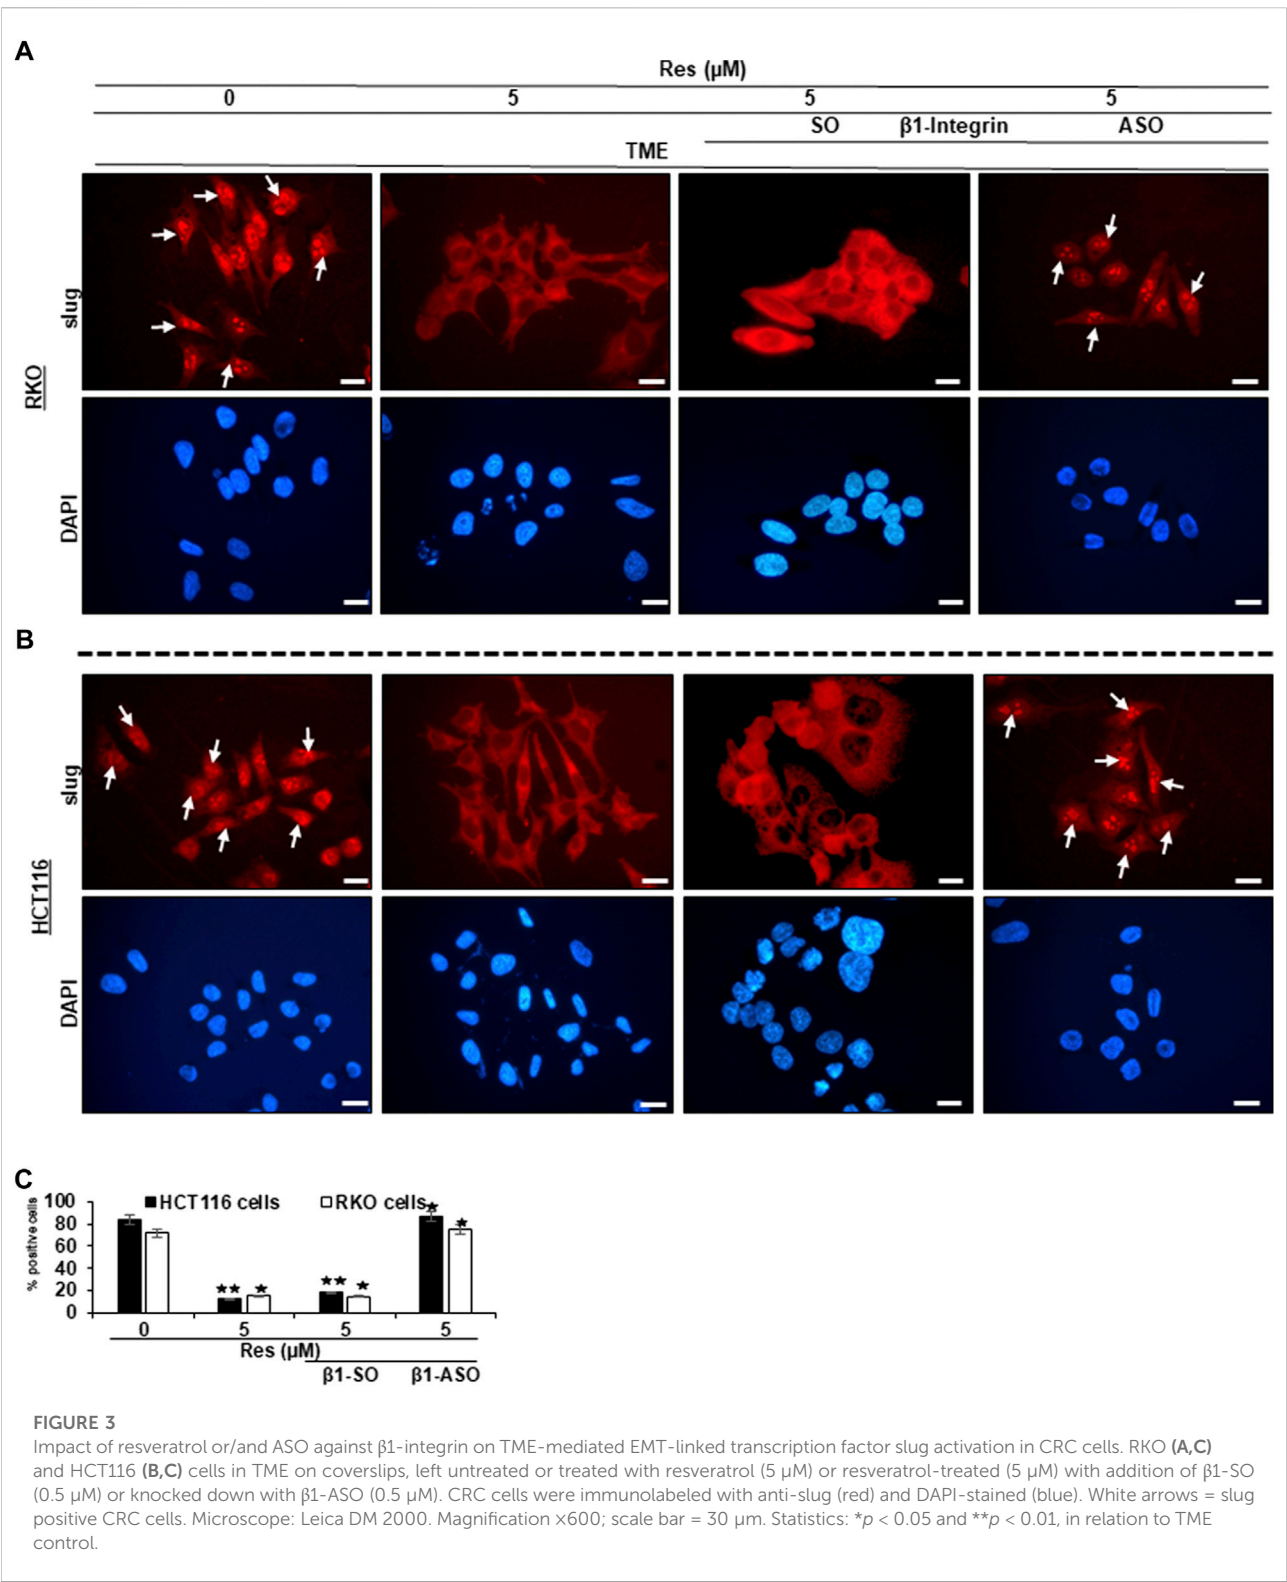 A
Res (µM)
0 5 5 5
SO β1-Integrin ASO
TME
slug
RKO
DAPI
B
slug
HCT116
DAPI
C
HCT116 cells RKO cells
% positive cells
100
80
60
40
20
0
★ ★
★★ ★ ★★ ★
0 5 5 5
Res (µM)
β1-SO β1-ASO
FIGURE 3
Impact of resveratrol or/and ASO against β1-integrin on TME-mediated EMT-linked transcription factor slug activation in CRC cells. RKO (A,C)
and HCT116 (B,C) cells in TME on coverslips, left untreated or treated with resveratrol (5 µM) or resveratrol-treated (5 µM) with addition of β1-SO
(0.5 µM) or knocked down with β1-ASO (0.5 µM). CRC cells were immunolabeled with anti-slug (red) and DAPI-stained (blue). White arrows = slug
positive CRC cells. Microscope: Leica DM 2000. Magnification ×600; scale bar = 30 µm. Statistics: *p < 0.05 and **p < 0.01, in relation to TME
control.